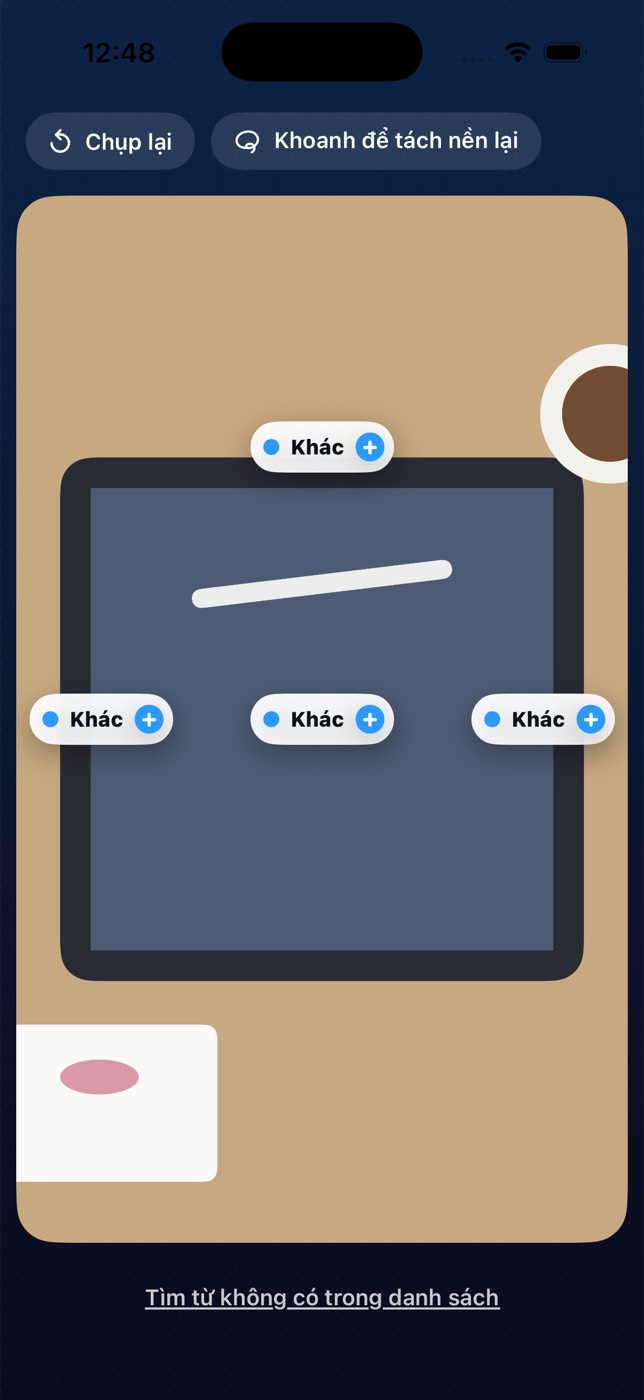 12:48
Chụp lại
Khoanh để tách nền lại
Khác
Khác
Khác
Khác
Tìm từ không có trong danh sách